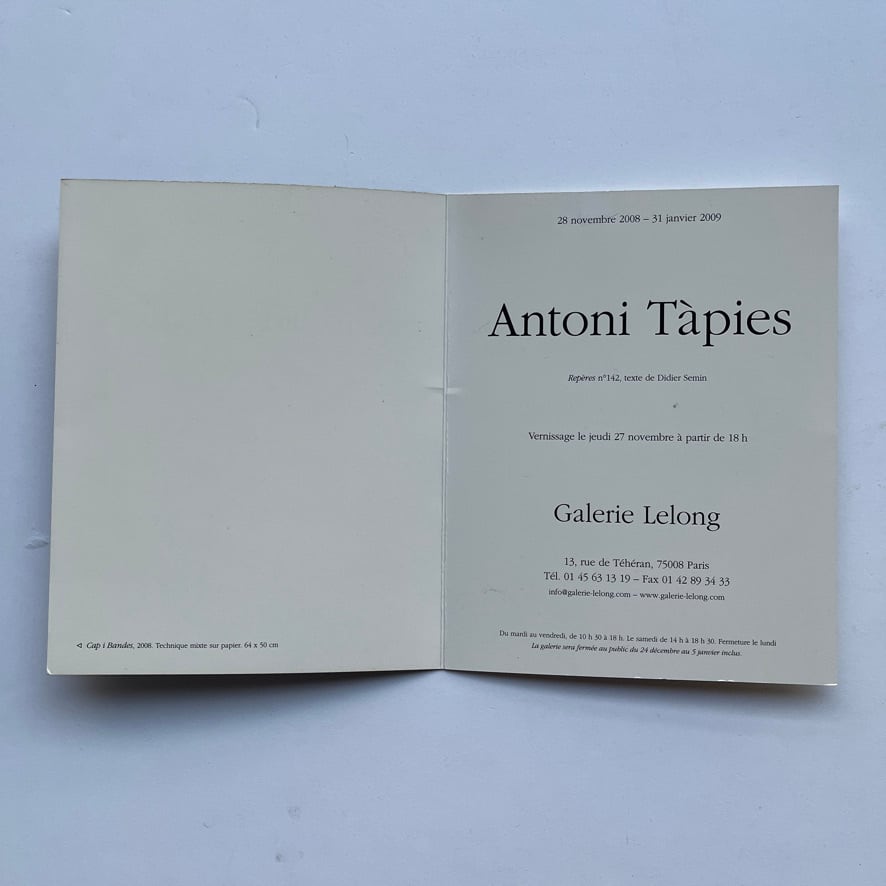 ◁ Cap i Bandes, 2008. Technique mixte sur papier. 64 x 50 cm
28 novembre 2008 – 31 janvier 2009
Antoni Tàpies
Repères n°142, texte de Didier Semin
Vernissage le jeudi 27 novembre à partir de 18 h
Galerie Lelong
13, rue de Téhéran, 75008 Paris
Tél. 01 45 63 13 19 – Fax 01 42 89 34 33
info@galerie-lelong.com – www.galerie-lelong.com
Du mardi au vendredi, de 10 h 30 à 18 h. Le samedi de 14 h à 18 h 30. Fermeture le lundi
La galerie sera fermée au public du 24 décembre au 5 janvier inclus.